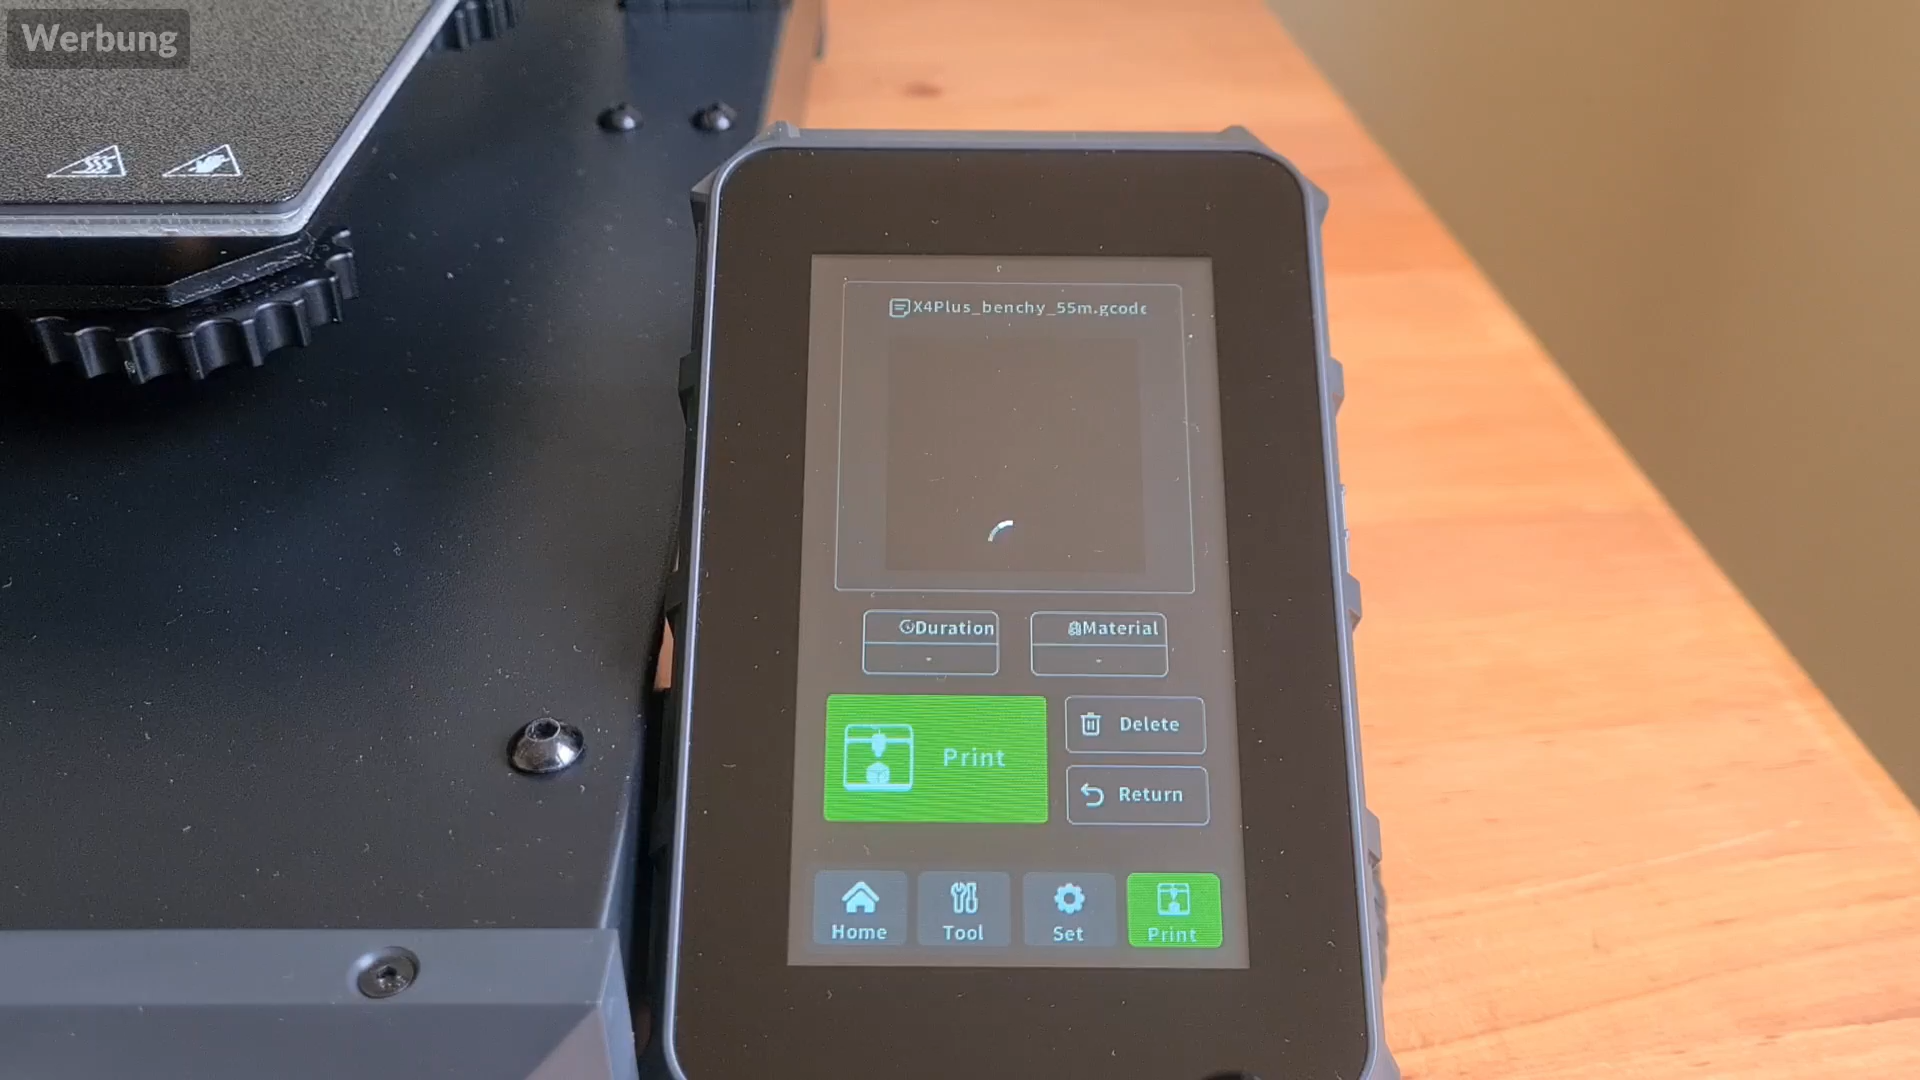 Werbung
X4Plus_benchy_55m.gcode
Duration
Material
-
-
Print
Delete
Return
Home
Tool
Set
Print